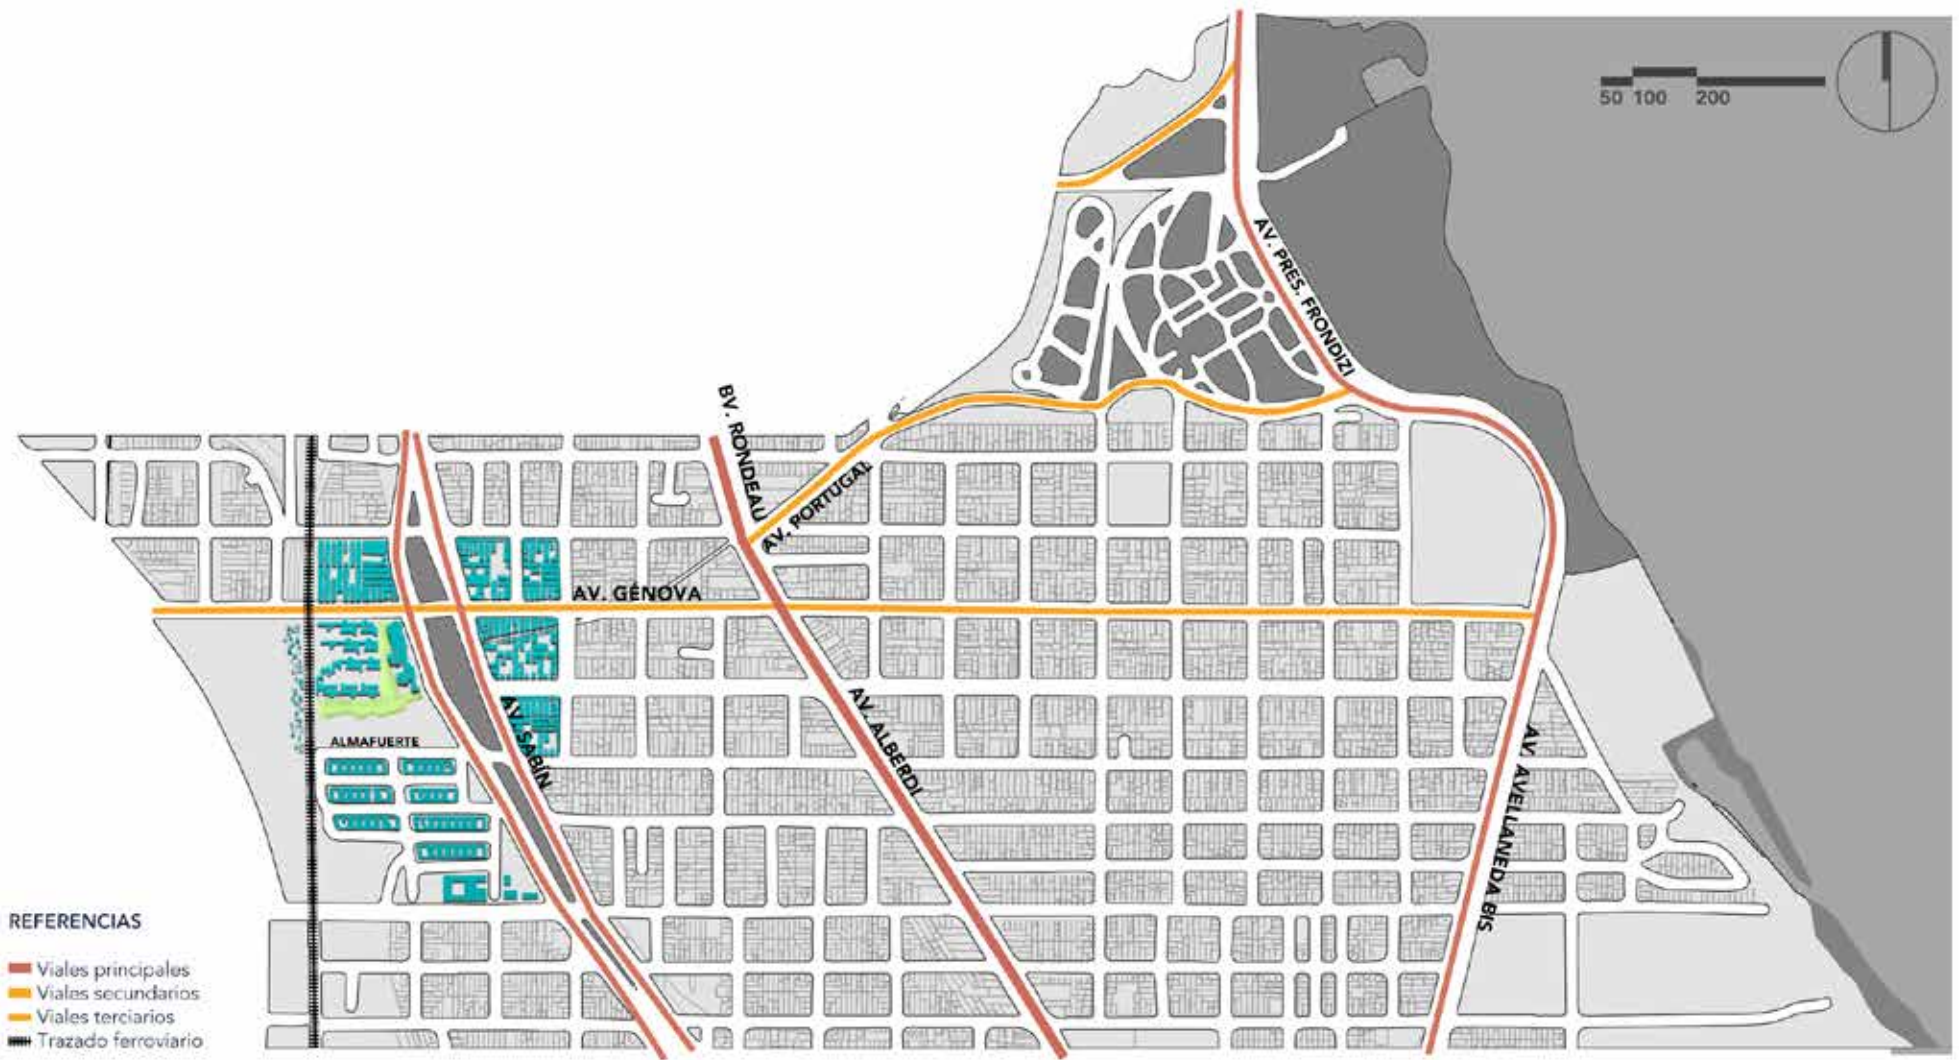 50 100 200
AV. PRES. FRONDIZI
BV. RONDEAU
AV. PORTUGAL
AV. GÉNOVA
AV. SABÍN
AV. ALBERDI
ALMAFUERTE
AV. AVELLANEDA BIS
REFERENCIAS
Viales principales
Viales secundarios
Viales terciarios
Trazado ferroviario